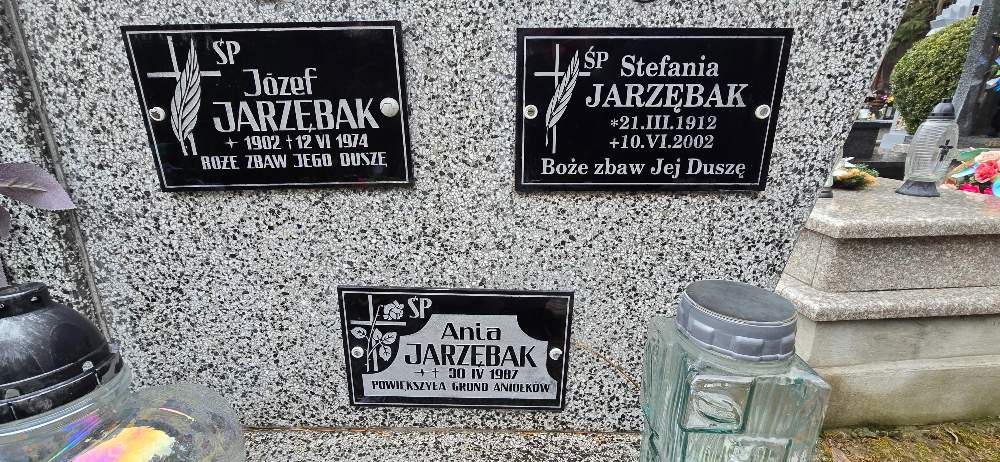 ŚP
Józef
JARZĘBAK
+ 1902 † 12 VI 1974
BOŻE ZBAW JEGO DUSZĘ
ŚP Stefania
JARZĘBAK
*21.III.1912
+10.VI.2002
Boże zbaw Jej Duszę
ŚP
Ania
JARZĘBAK
+ † 30 IV 1987
POWIĘKSZYŁA GRONO ANIOŁKÓW